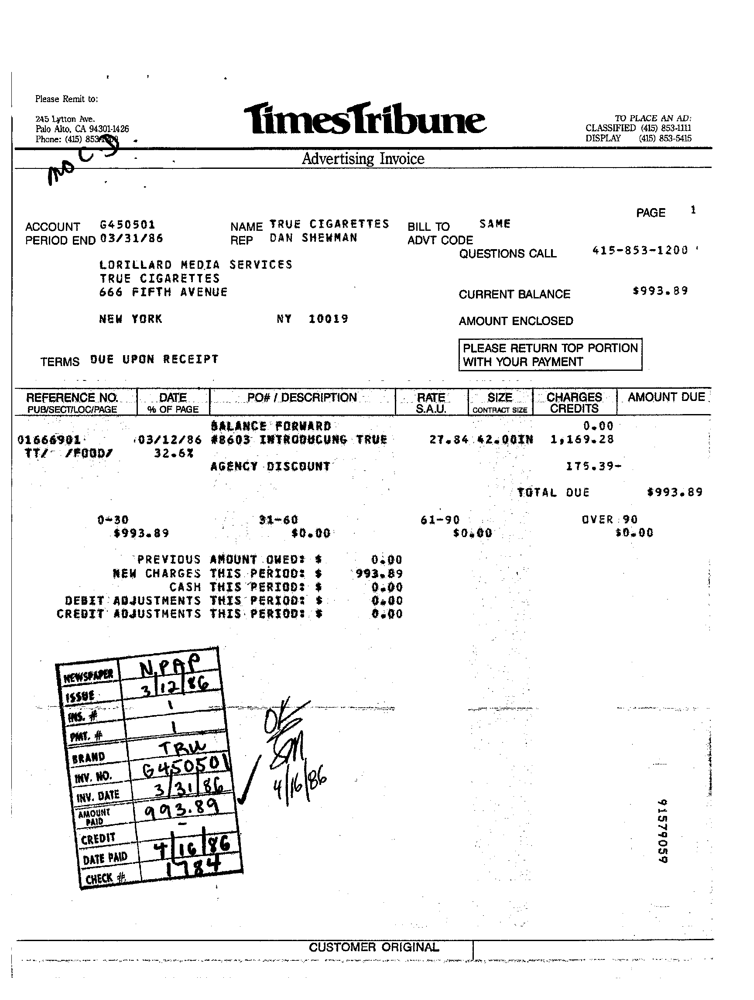 Please Remit to:
245 Lytton Ave.
Palo Alto, CA 94301-1426
Phone: (415)
TimesTribune
TO PLACE AN AD:
CLASSIFIED (415) 853-1111
DISPLAY (415) 853-5415
NO C.D
Advertising Invoice
PAGE 1
ACCOUNT G450501 NAME TRUE CIGARETTES BILL TO SAME
PERIOD END 03/31/86 REP DAN SHEWMAN ADVT CODE
QUESTIONS CALL 415-853-1200
LORILLARD MEDIA SERVICES
TRUE CIGARETTES
666 FIFTH AVENUE
CURRENT BALANCE $993.89
NEW YORK NY 10019
AMOUNT ENCLOSED
PLEASE RETURN TOP PORTION
WITH YOUR PAYMENT
TERMS DUE UPON RECEIPT
REFERENCE NO. DATE PO# / DESCRIPTION RATE SIZE CHARGES AMOUNT DUE
PUB/SECT/LOC/PAGE % OF PAGE S.A.U. CONTRACT SIZE CREDITS
BALANCE FORWARD 0.00
01666901 03/12/86 #8603 INTRODUCUNG TRUE 27.84 42.00IN 1,169.28
TT/ /FOOD/ 32.6%
AGENCY DISCOUNT 175.39-
TOTAL DUE $993.89
0-30 31-60 61-90 OVER 90
$993.89 $0.00 $0.00 $0.00
PREVIOUS AMOUNT OWED: $ 0.00
NEW CHARGES THIS PERIOD: $ 993.89
CASH THIS PERIOD: $ 0.00
DEBIT ADJUSTMENTS THIS PERIOD: $ 0.00
CREDIT ADJUSTMENTS THIS PERIOD: $ 0.00
NEWSPAPER N.PAP
ISSUE 3/12/86
INS. # 1
PMT. # 1
BRAND TRU
INV. NO. G450501
INV. DATE 3/31/86
AMOUNT PAID 993.89
CREDIT -
DATE PAID 4/16/86
CHECK # 1784
OK
4/16/86
91579059
CUSTOMER ORIGINAL